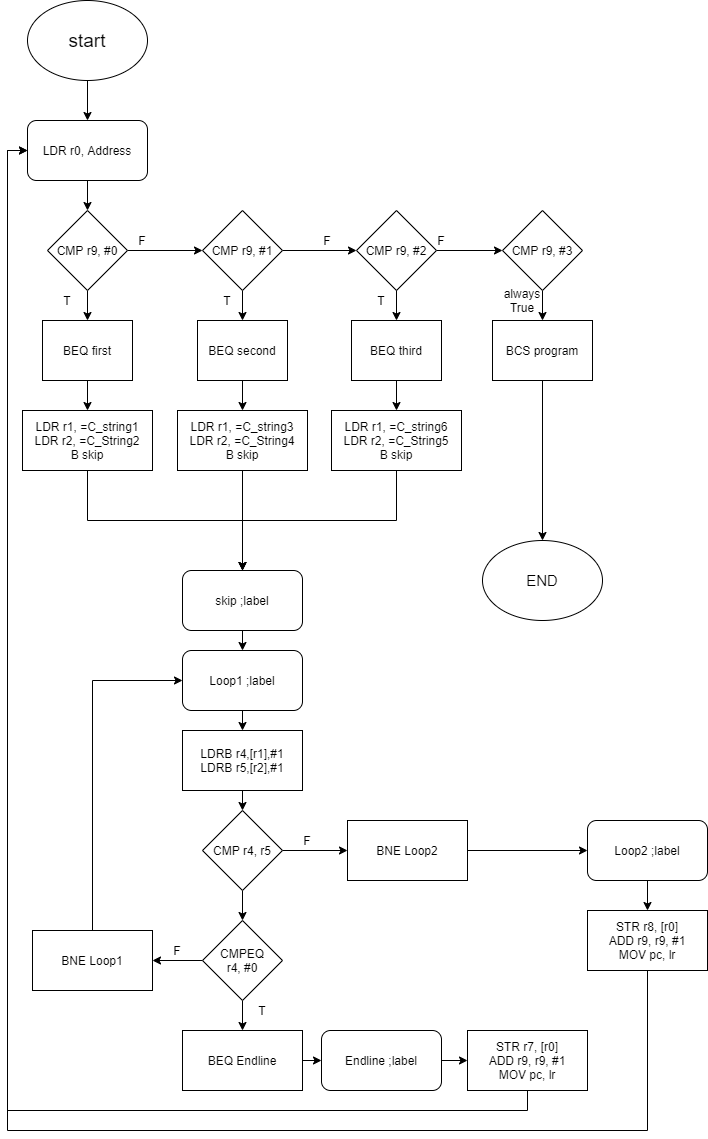 start
LDR r0, Address
CMP r9, #0
F
CMP r9, #1
F
CMP r9, #2
F
CMP r9, #3
T
T
T
always
True
BEQ first
BEQ second
BEQ third
BCS program
LDR r1, =C_string1
LDR r2, =C_String2
B skip
LDR r1, =C_string3
LDR r2, =C_String4
B skip
LDR r1, =C_string6
LDR r2, =C_String5
B skip
END
skip ;label
Loop1 ;label
LDRB r4,[r1],#1
LDRB r5,[r2],#1
CMP r4, r5
F
BNE Loop2
Loop2 ;label
STR r8, [r0]
ADD r9, r9, #1
MOV pc, lr
BNE Loop1
F
CMPEQ
r4, #0
T
BEQ Endline
Endline ;label
STR r7, [r0]
ADD r9, r9, #1
MOV pc, lr